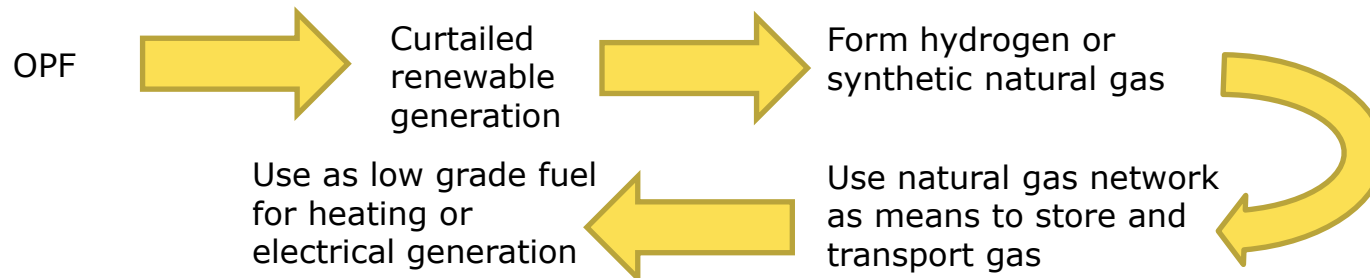 OPF
Curtailed
renewable
generation
Form hydrogen or
synthetic natural gas
Use natural gas network
as means to store and
transport gas
Use as low grade fuel
for heating or
electrical generation